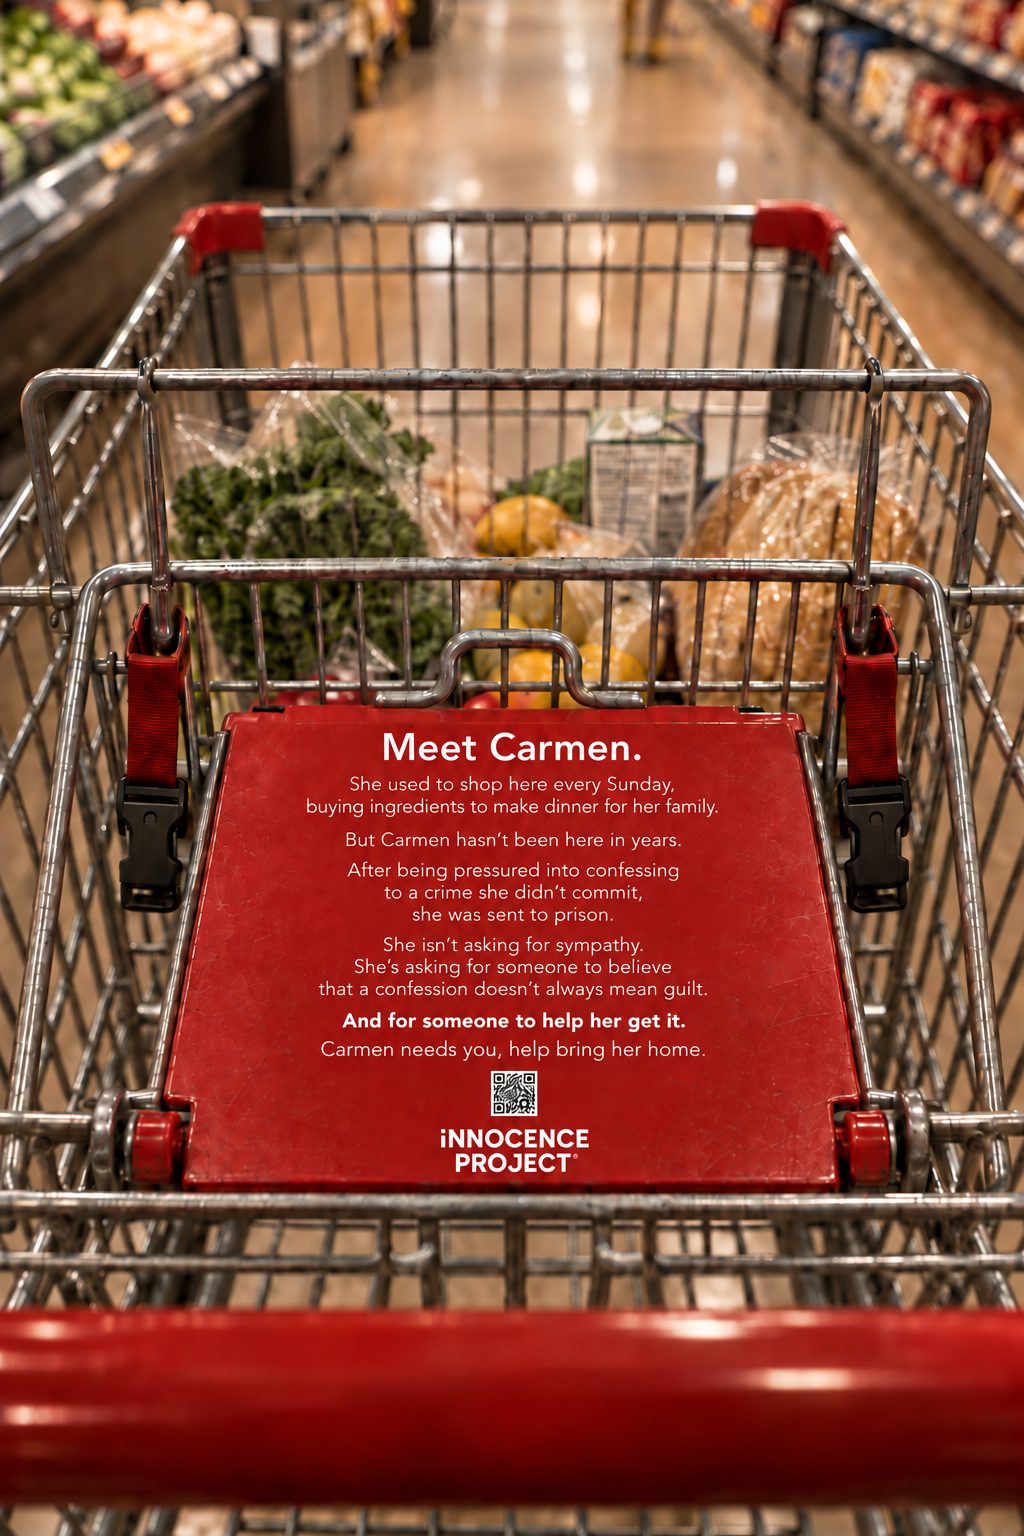 Meet Carmen.
She used to shop here every Sunday,
buying ingredients to make dinner for her family.
But Carmen hasn't been here in years.
After being pressured into confessing
to a crime she didn't commit,
she was sent to prison.
She isn't asking for sympathy.
She's asking for someone to believe
that a confession doesn't always mean guilt.
And for someone to help her get it.
Carmen needs you, help bring her home.
iNNOCENCE
PROJECT®